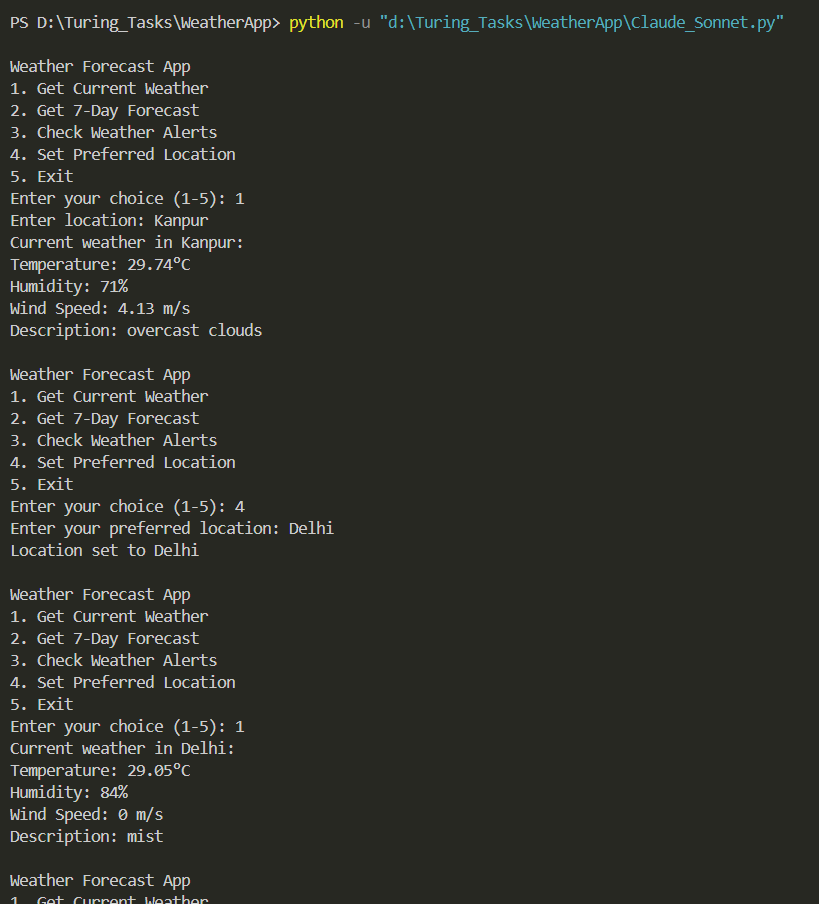 PS D:\Turing_Tasks\WeatherApp> python -u "d:\Turing_Tasks\WeatherApp\Claude_Sonnet.py"
Weather Forecast App
1. Get Current Weather
2. Get 7-Day Forecast
3. Check Weather Alerts
4. Set Preferred Location
5. Exit
Enter your choice (1-5): 1
Enter location: Kanpur
Current weather in Kanpur:
Temperature: 29.74°C
Humidity: 71%
Wind Speed: 4.13 m/s
Description: overcast clouds
Weather Forecast App
1. Get Current Weather
2. Get 7-Day Forecast
3. Check Weather Alerts
4. Set Preferred Location
5. Exit
Enter your choice (1-5): 4
Enter your preferred location: Delhi
Location set to Delhi
Weather Forecast App
1. Get Current Weather
2. Get 7-Day Forecast
3. Check Weather Alerts
4. Set Preferred Location
5. Exit
Enter your choice (1-5): 1
Current weather in Delhi:
Temperature: 29.05°C
Humidity: 84%
Wind Speed: 0 m/s
Description: mist
Weather Forecast App
1. Get Current Weather